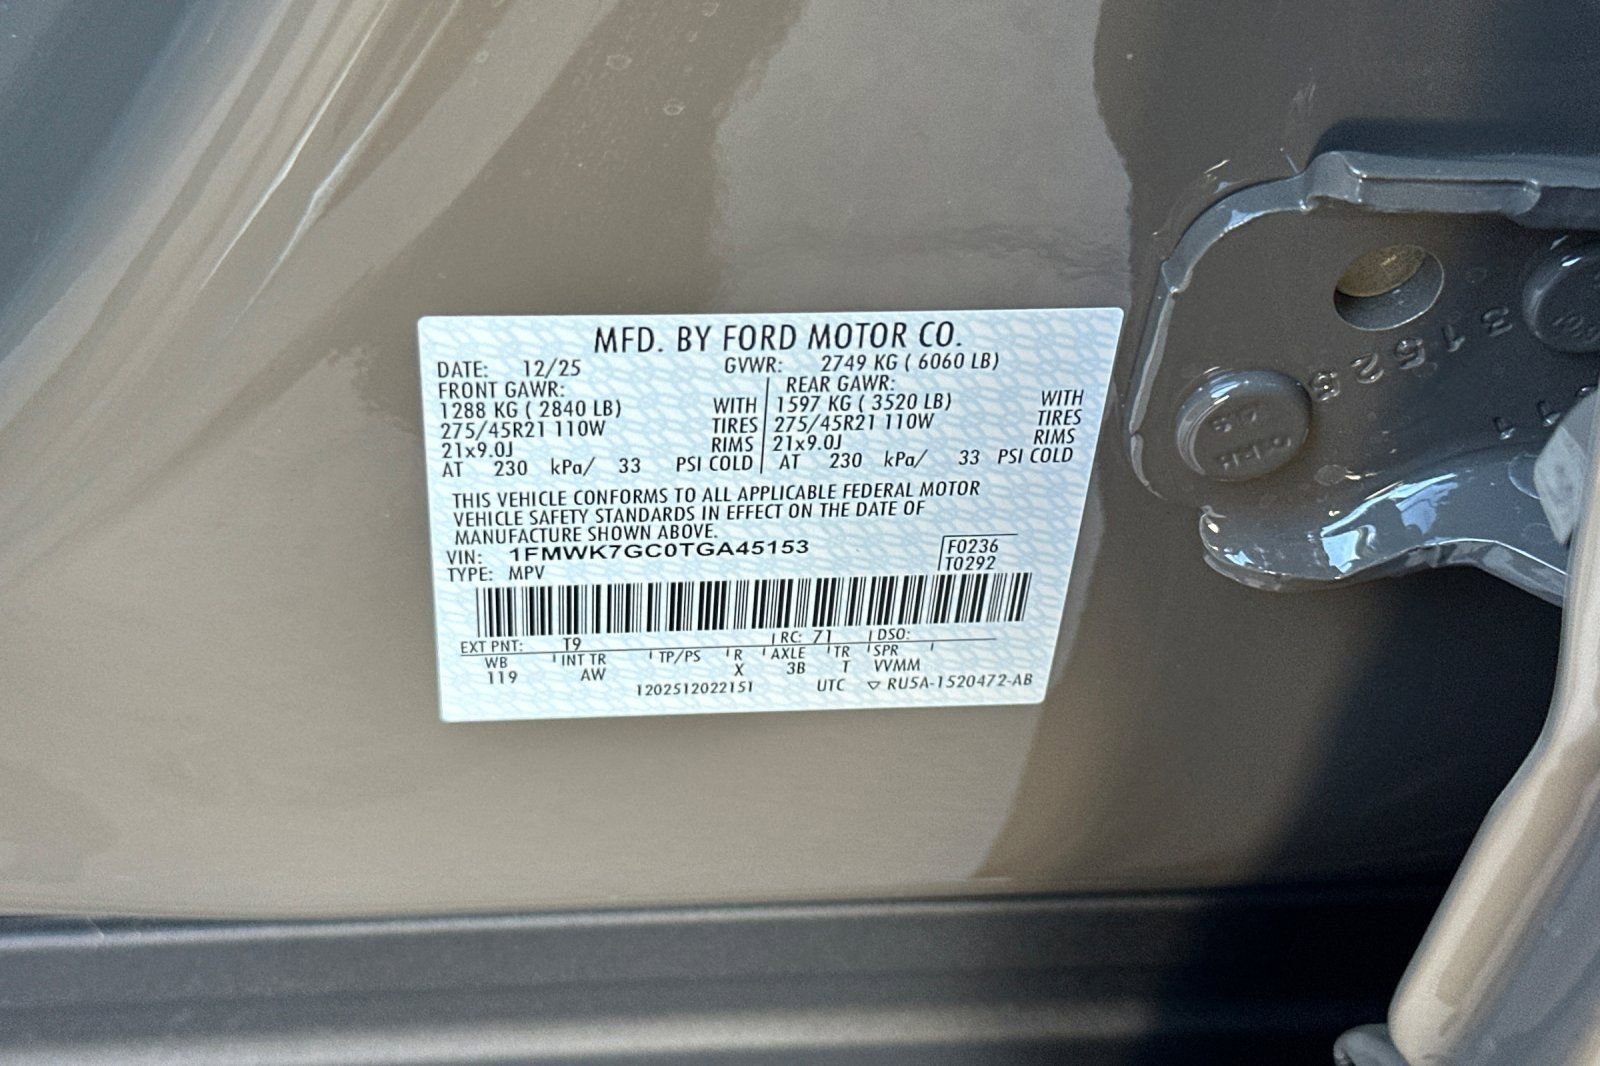 MFD. BY FORD MOTOR CO.
DATE: 12/25 GVWR: 2749 KG ( 6060 LB)
FRONT GAWR: REAR GAWR:
1288 KG ( 2840 LB) WITH 1597 KG ( 3520 LB) WITH
275/45R21 110W TIRES 275/45R21 110W TIRES
21x9.0J RIMS 21x9.0J RIMS
AT 230 kPa/ 33 PSI COLD AT 230 kPa/ 33 PSI COLD
THIS VEHICLE CONFORMS TO ALL APPLICABLE FEDERAL MOTOR
VEHICLE SAFETY STANDARDS IN EFFECT ON THE DATE OF
MANUFACTURE SHOWN ABOVE.
VIN: 1FMWK7GC0TGA45153 F0236
TYPE: MPV T0292
EXT PNT: T9 RC: 71 DSO:
WB INT TR TP/PS R AXLE TR SPR
119 AW X 3B T VVMM
1202512022151 UTC ▽ RU5A-1520472-AB